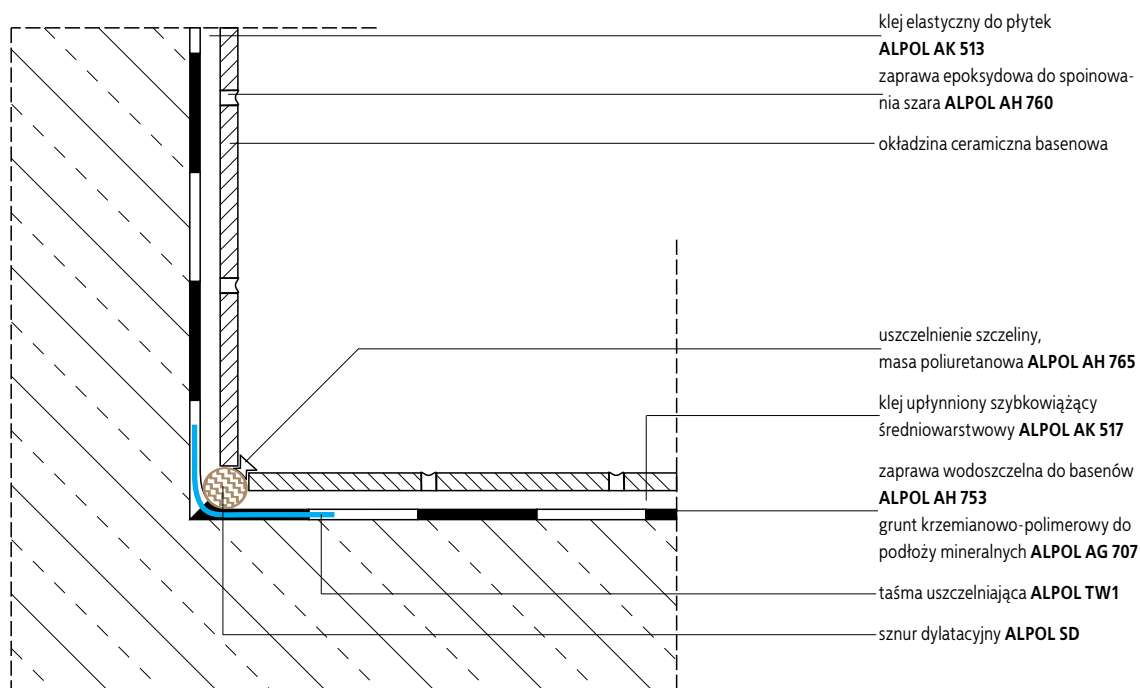 klej elastyczny do płytek
ALPOL AK 513
zaprawa epoksydowa do spoinowa-
nia szara ALPOL AH 760
okładzina ceramiczna basenowa
uszczelnienie szczeliny,
masa poliuretanowa ALPOL AH 765
klej upłynniony szybkowiążący
średniowarstwowy ALPOL AK 517
zaprawa wodoszczelna do basenów
ALPOL AH 753
grunt krzemianowo-polimerowy do
podłoży mineralnych ALPOL AG 707
taśma uszczelniająca ALPOL TW1
sznur dylatacyjny ALPOL SD